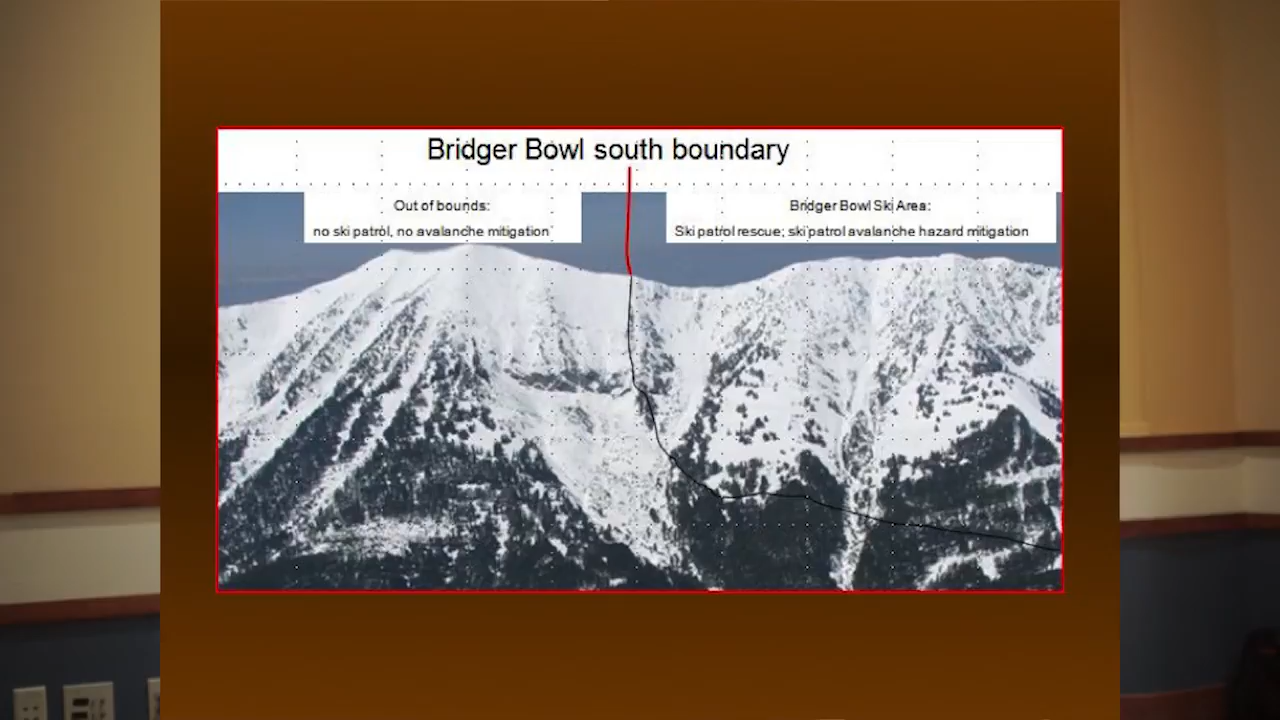 Bridger Bowl south boundary
Out of bounds:
no ski patrol, no avalanche mitigation
Bridger Bowl Ski Area:
Ski patrol rescue; ski patrol avalanche hazard mitigation